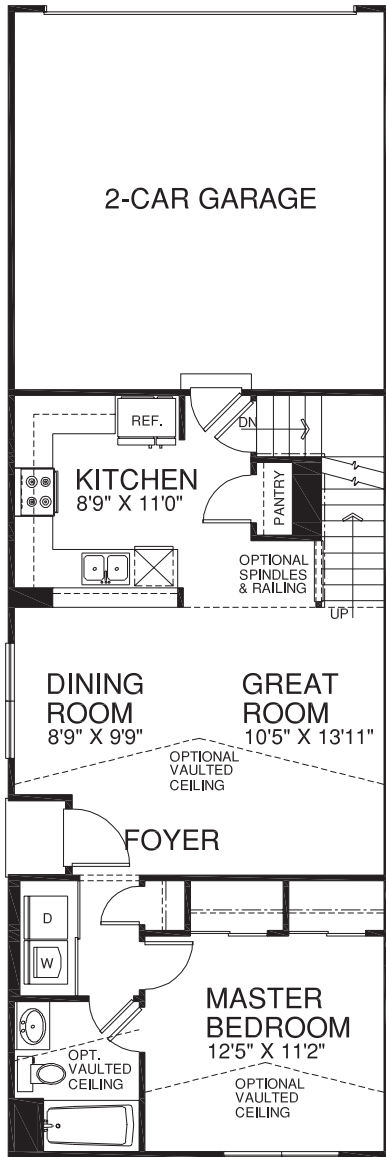 2-CAR GARAGE
REF.
DN
KITCHEN
8'9" X 11'0"
PANTRY
OPTIONAL
SPINDLES
& RAILING
UP
DINING
ROOM
8'9" X 9'9"
GREAT
ROOM
10'5" X 13'11"
OPTIONAL
VAULTED
CEILING
FOYER
D
W
MASTER
BEDROOM
12'5" X 11'2"
OPT.
VAULTED
CEILING
OPTIONAL
VAULTED
CEILING